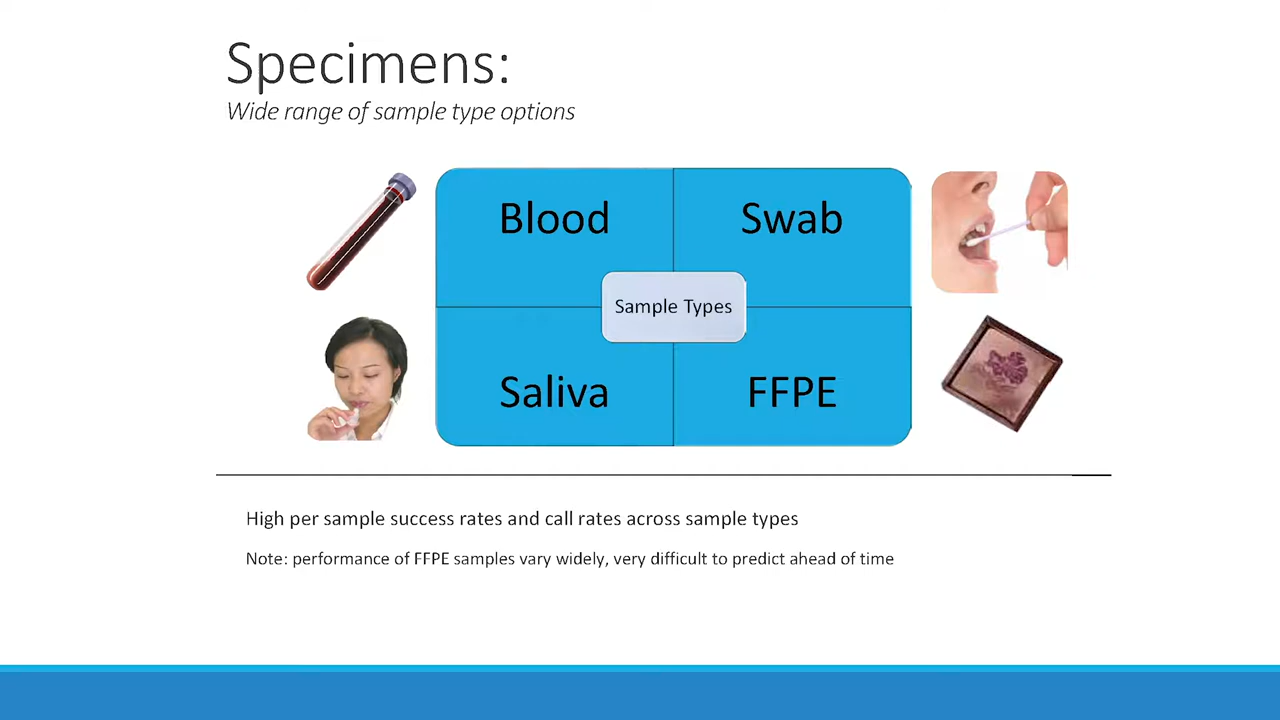 Specimens:
Wide range of sample type options
Blood
Swab
Sample Types
Saliva
FFPE
High per sample success rates and call rates across sample types
Note: performance of FFPE samples vary widely, very difficult to predict ahead of time